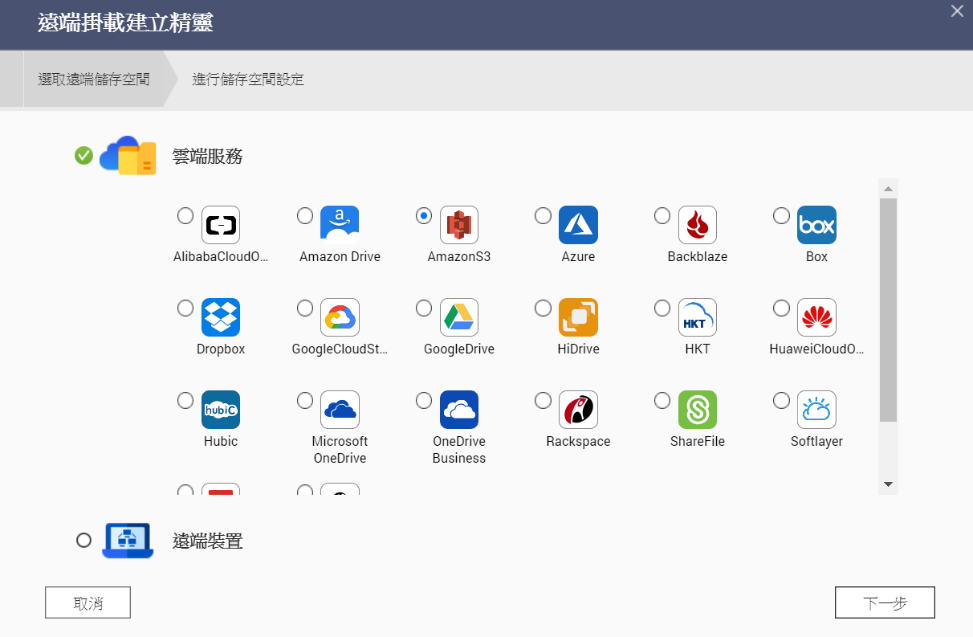 遠端掛載建立精靈
選取遠端儲存空間
進行儲存空間設定
雲端服務
a
box
AlibabaCloudO...
Amazon Drive
AmazonS3
Azure
Backblaze
Box
HKT
Dropbox
GoogleCloudSt...
GoogleDrive
HiDrive
HKT
HuaweiCloudO...
hubiC
Hubic
Microsoft
OneDrive
OneDrive
Business
Rackspace
ShareFile
Softlayer
遠端裝置
取消
下一步